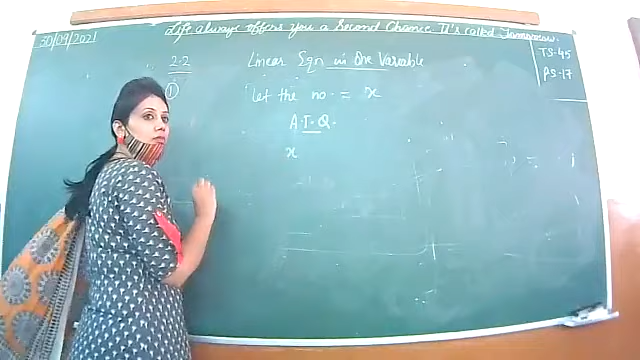 30/09/2021
Life always offers you a Second Chance It's called Tomorrow.
TS-45
PS-17
2.2
Linear Eqn in One Variable
①
let the no. = x
A.T.Q.
x